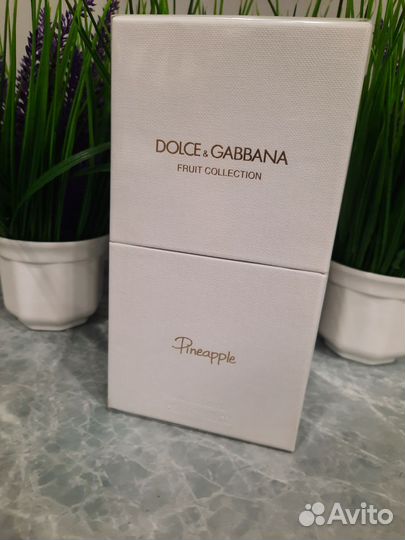 DOLCE & GABBANA
FRUIT COLLECTION
Pineapple
Avito